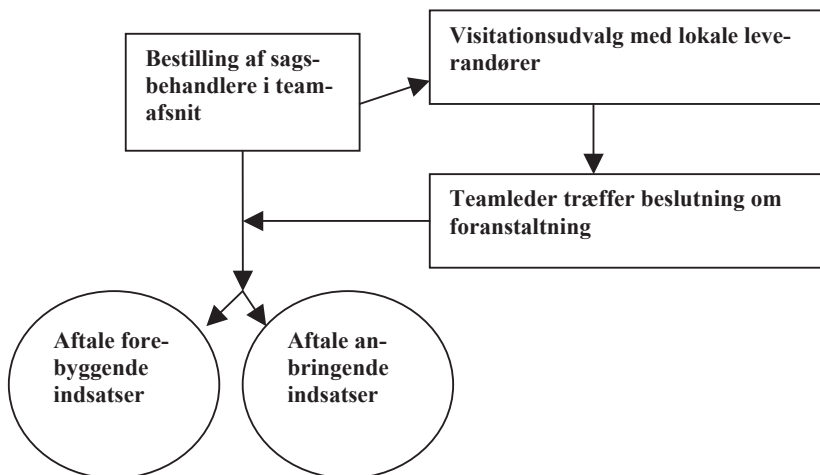 Bestilling af sags-
behandlere i team-
afsnit
Visitationsudvalg med lokale leve-
randører
Teamleder træffer beslutning om
foranstaltning
Aftale fore-
byggende
indsatser
Aftale an-
bringende
indsatser